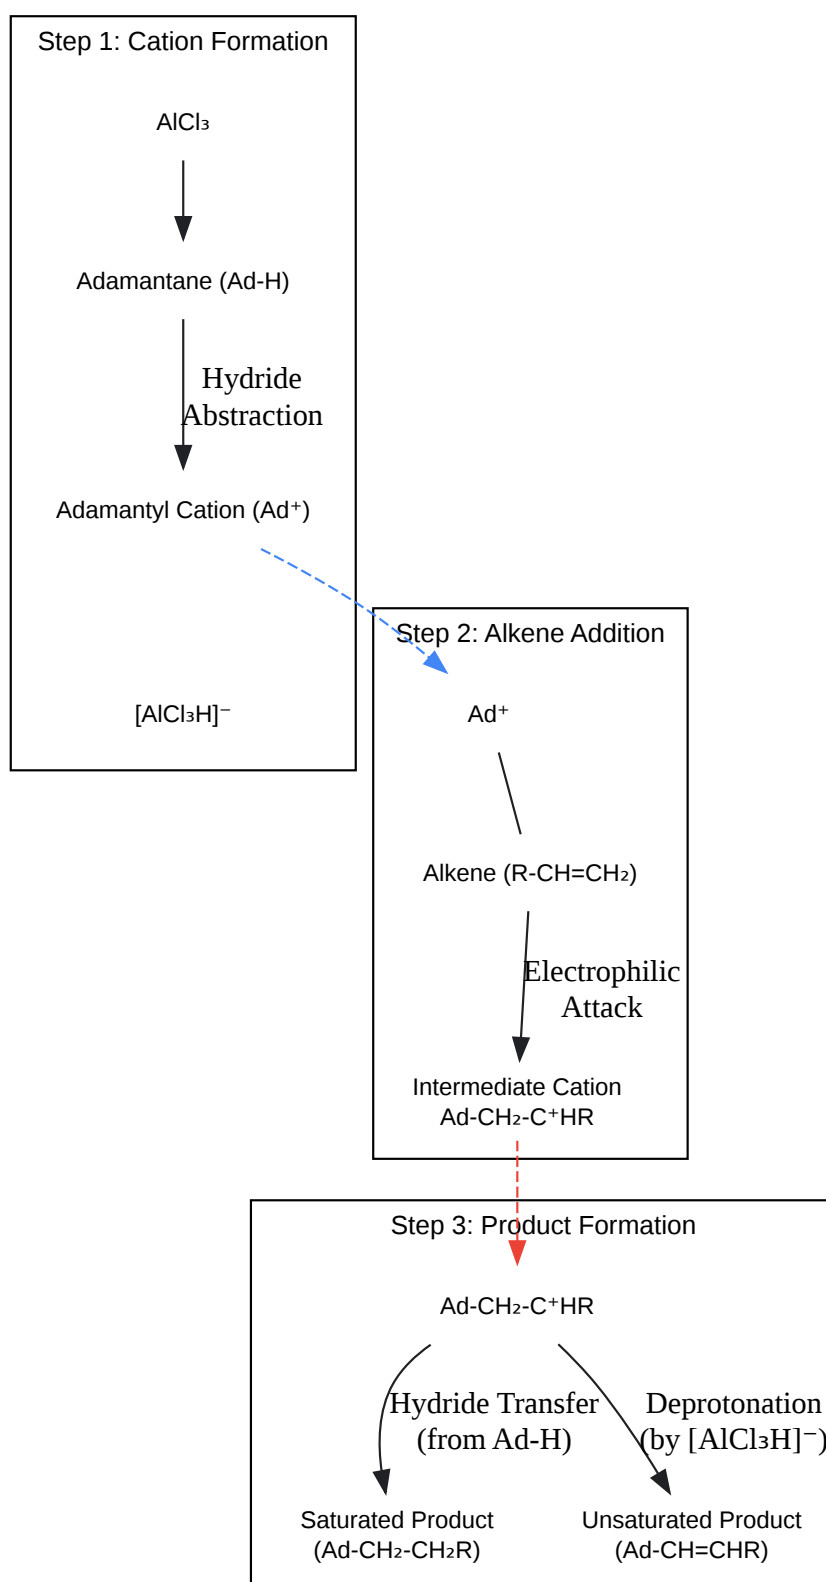 Step 1: Cation Formation
AlCl₃
Adamantane (Ad-H)
Hydride
Abstraction
Adamantyl Cation (Ad⁺)
[AlCl₃H]⁻
Step 2: Alkene Addition
Ad⁺
Alkene (R-CH=CH₂)
Electrophilic
Attack
Intermediate Cation
Ad-CH₂-C⁺HR
Step 3: Product Formation
Ad-CH₂-C⁺HR
Hydride Transfer
(from Ad-H)
Deprotonation
(by [AlCl₃H]⁻)
Saturated Product
(Ad-CH₂-CH₂R)
Unsaturated Product
(Ad-CH=CHR)